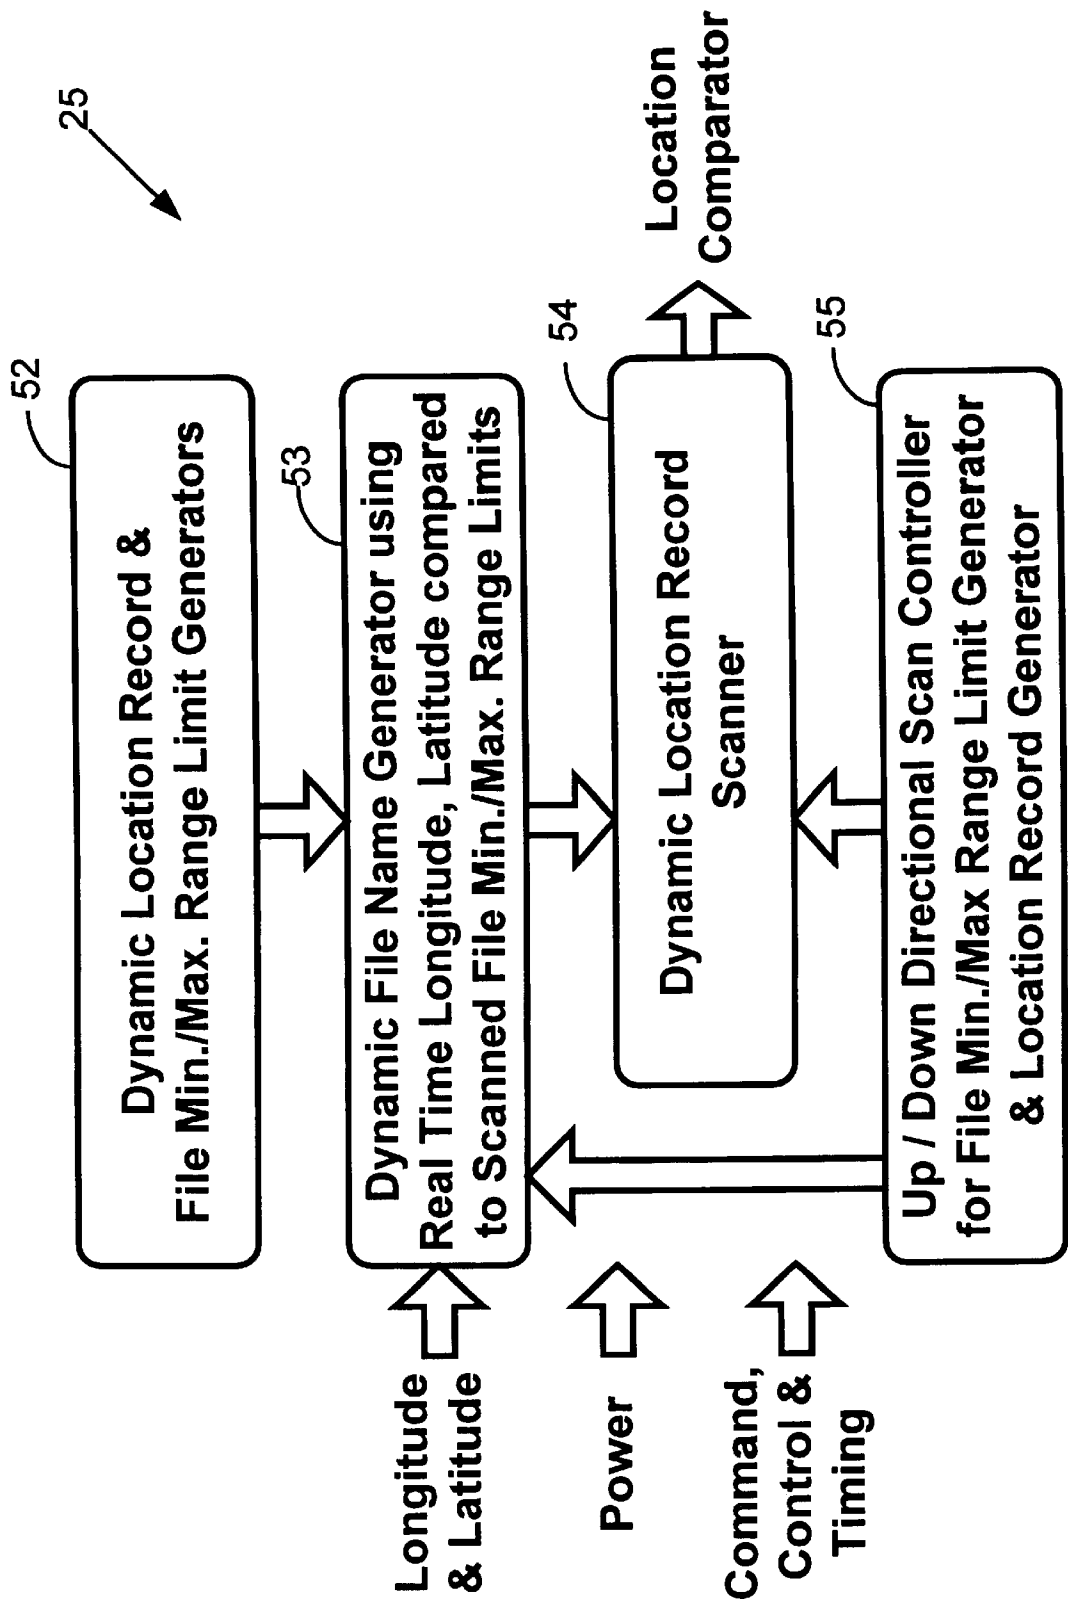 25
52
Dynamic Location Record &
File Min./Max. Range Limit Generators
53
Dynamic File Name Generator using
Real Time Longitude, Latitude compared
to Scanned File Min./Max. Range Limits
Longitude
& Latitude
54
Dynamic Location Record
Scanner
Location
Comparator
Power
55
Up / Down Directional Scan Controller
for File Min./Max Range Limit Generator
& Location Record Generator
Command,
Control &
Timing